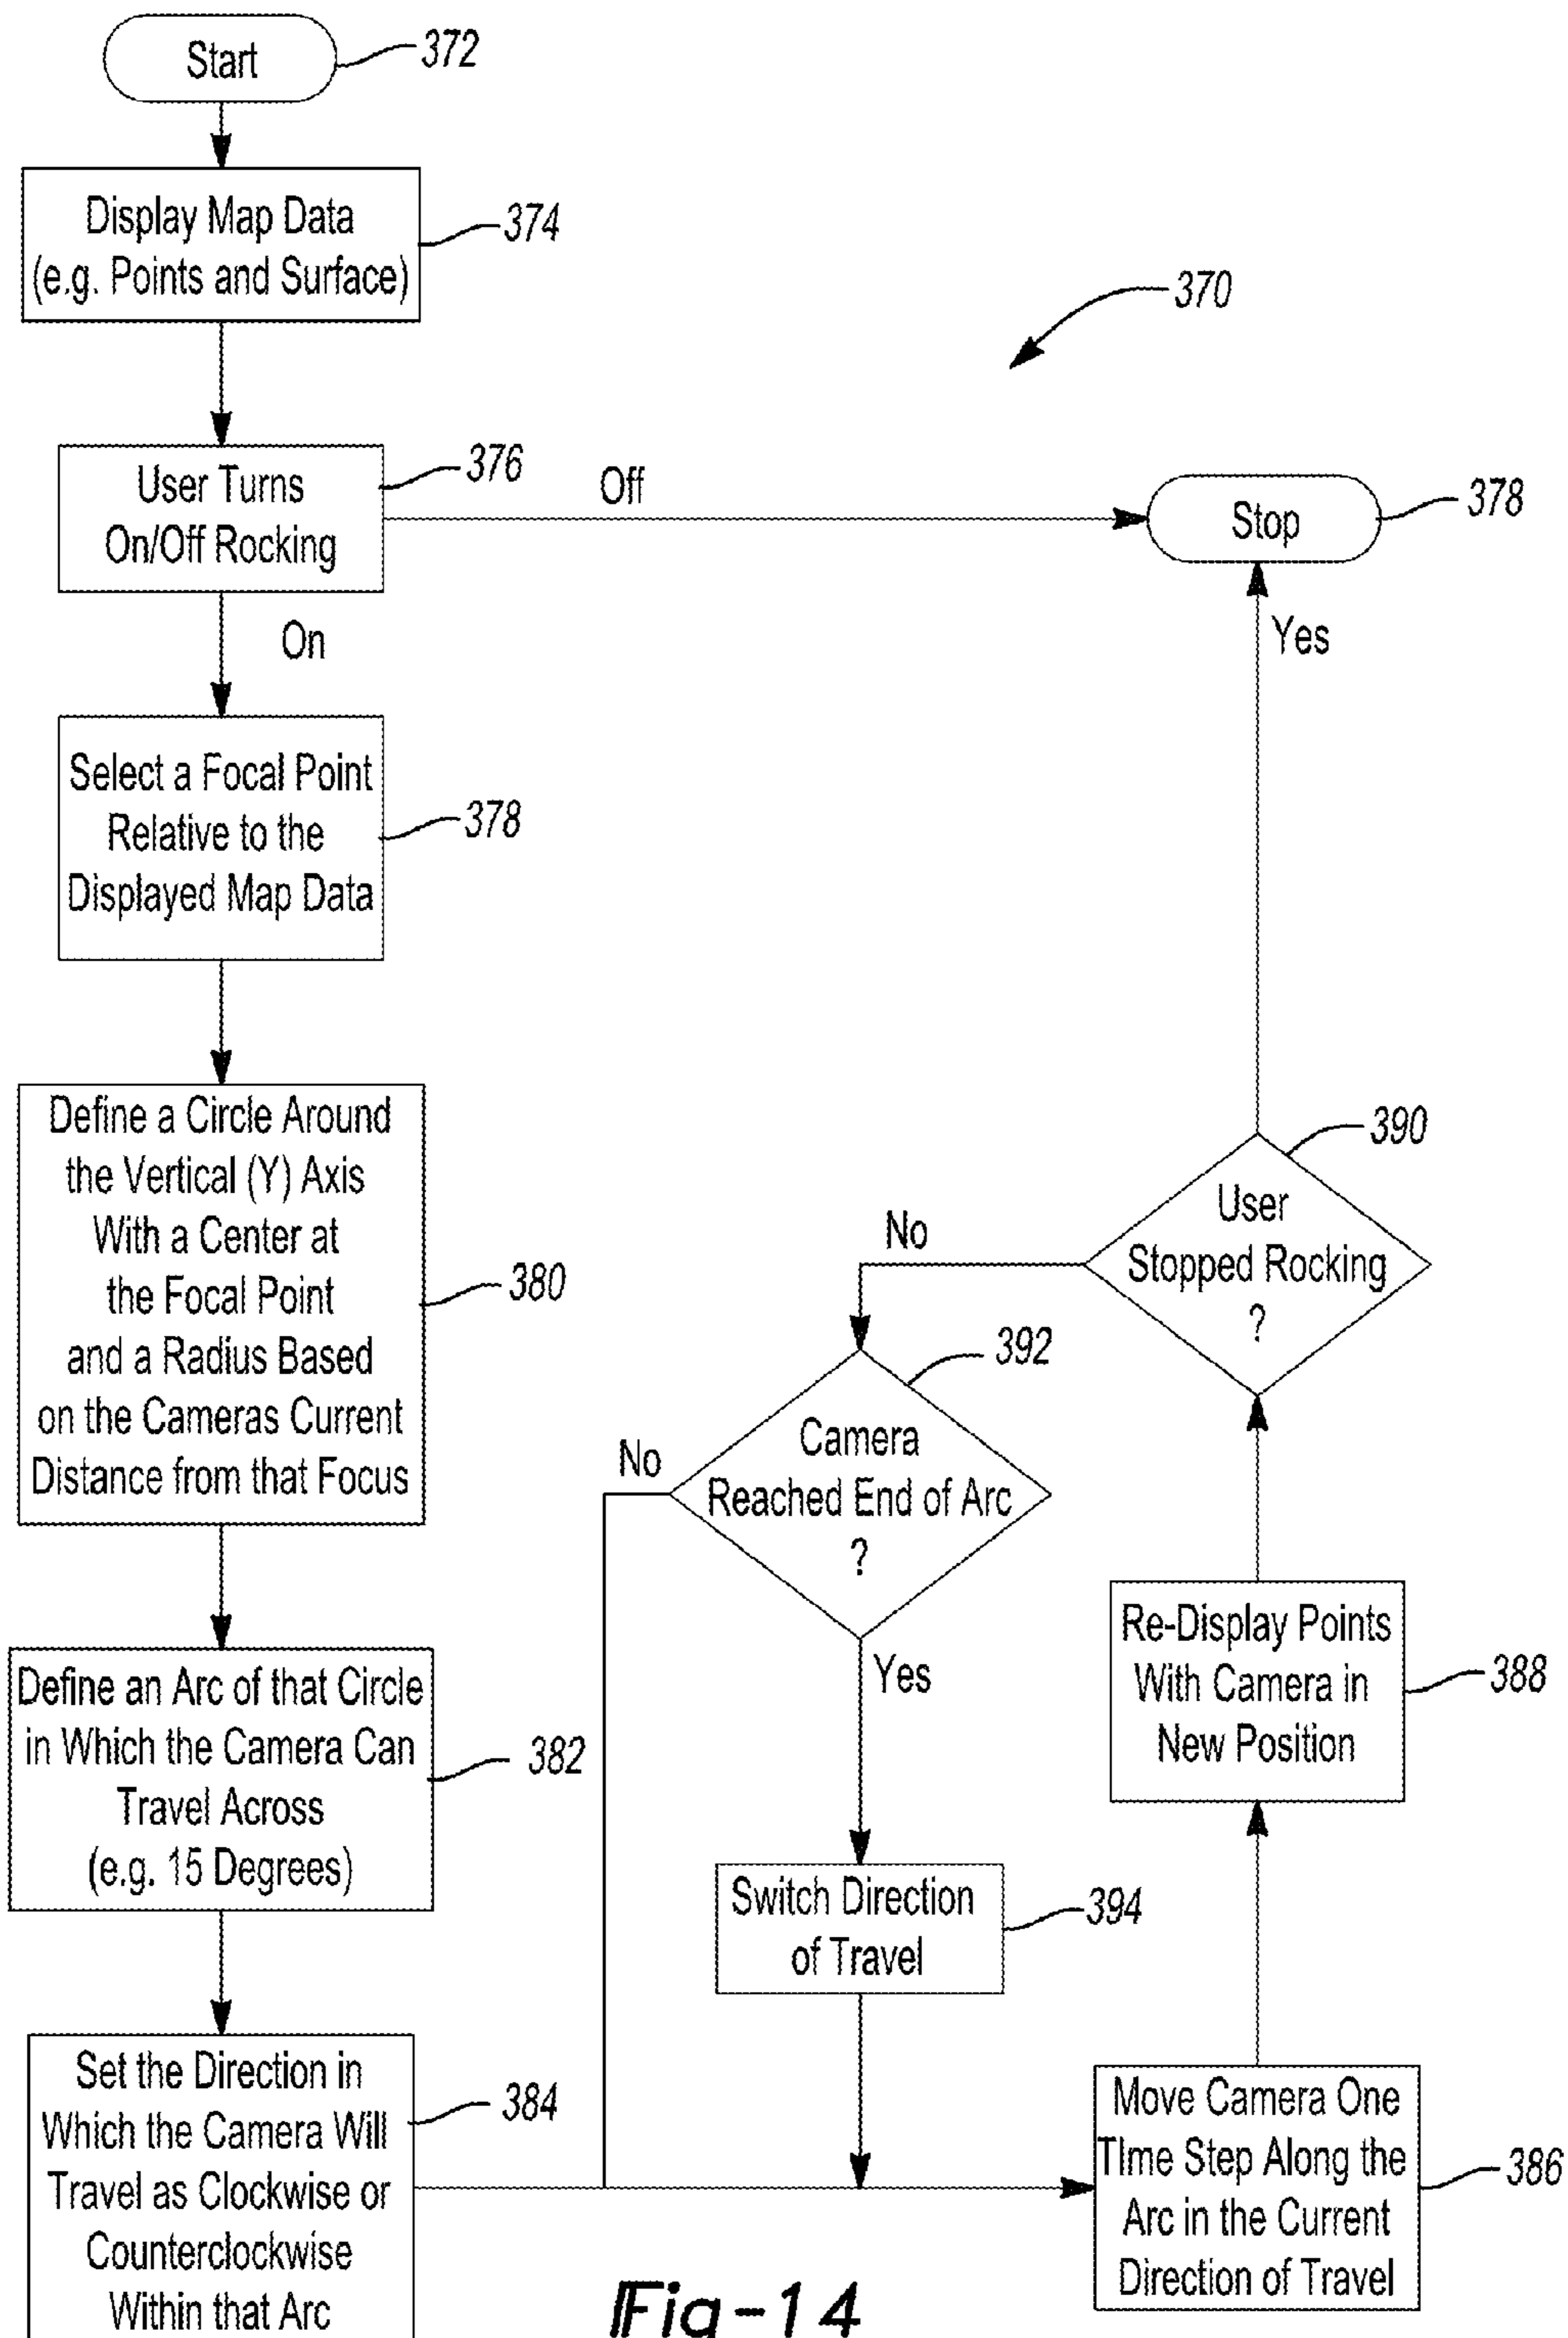 Start
372
Display Map Data
(e.g. Points and Surface)
374
370
User Turns
On/Off Rocking
376
Off
Stop
378
On
Yes
Select a Focal Point
Relative to the
Displayed Map Data
378
Define a Circle Around
the Vertical (Y) Axis
With a Center at
the Focal Point
and a Radius Based
on the Cameras Current
Distance from that Focus
380
User
Stopped Rocking
?
390
No
Camera
Reached End of Arc
?
392
No
Yes
Define an Arc of that Circle
in Which the Camera Can
Travel Across
(e.g. 15 Degrees)
382
Re-Display Points
With Camera in
New Position
388
Switch Direction
of Travel
394
Set the Direction in
Which the Camera Will
Travel as Clockwise or
Counterclockwise
Within that Arc
384
Move Camera One
TIme Step Along the
Arc in the Current
Direction of Travel
386
Fig-14